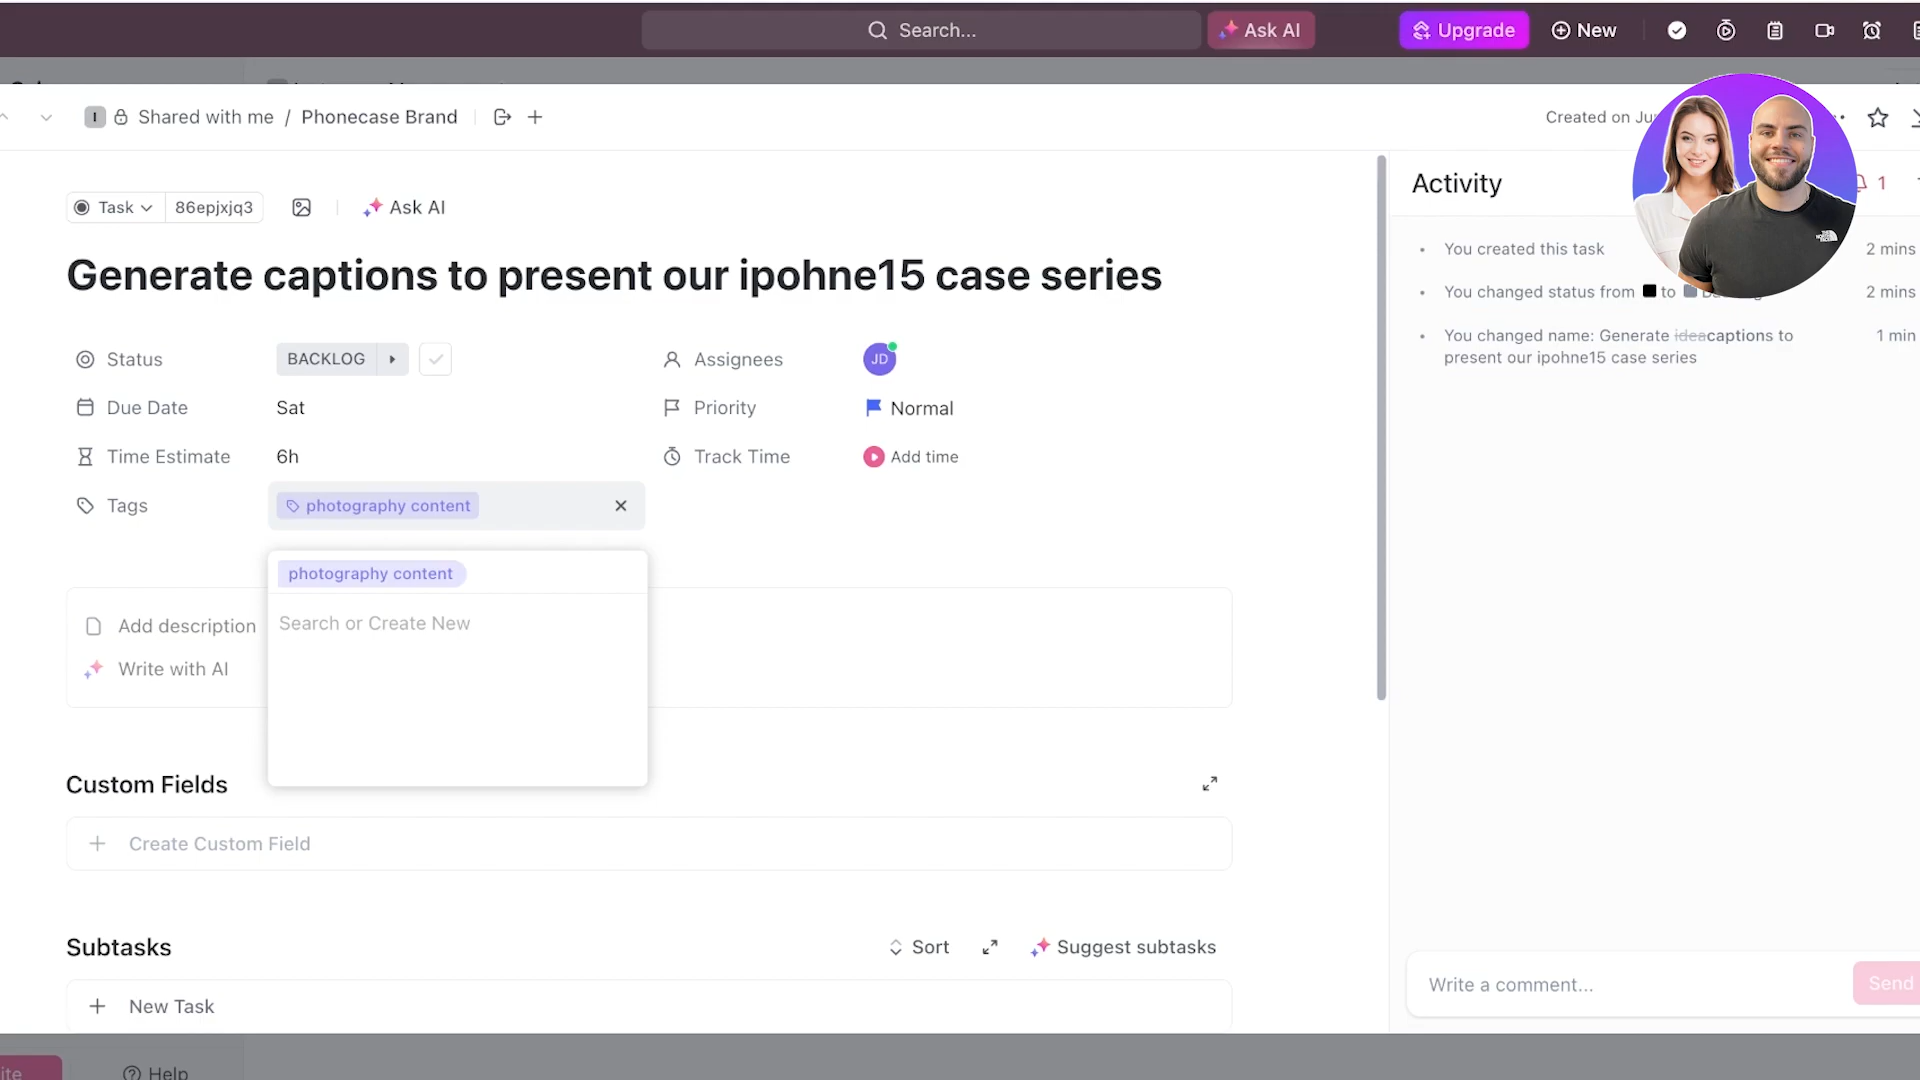 Search...
Ask AI
Upgrade
New
I
Shared with me / Phonecase Brand
Created on
Task
86epjxjq3
Ask AI
Generate captions to present our ipohne15 case series
Status
BACKLOG
Assignees
JD
Due Date
Sat
Priority
Normal
Time Estimate
6h
Track Time
Add time
Tags
photography content
photography content
Search or Create New
Add description
Write with AI
Custom Fields
Create Custom Field
Subtasks
Sort
Suggest subtasks
New Task
Help
Activity
1
THE NORTH FACE
You created this task
2 mins
You changed status from
to
2 mins
You changed name: Generate ideacaptions to
present our ipohne15 case series
1 min
Write a comment...
Send